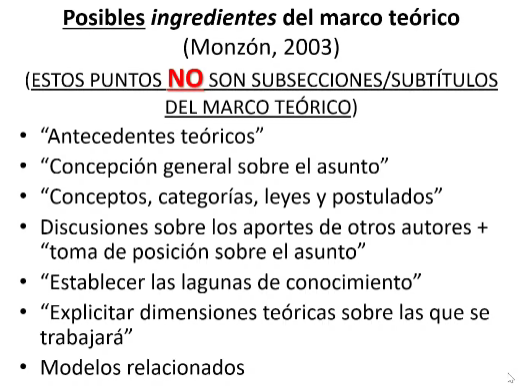 Posibles ingredientes del marco teórico
(Monzón, 2003)
(ESTOS PUNTOS NO SON SUBSECCIONES/SUBTÍTULOS
DEL MARCO TEÓRICO)
• “Antecedentes teóricos”
• “Concepción general sobre el asunto”
• “Conceptos, categorías, leyes y postulados”
• Discusiones sobre los aportes de otros autores +
“toma de posición sobre el asunto”
• “Establecer las lagunas de conocimiento”
• “Explicitar dimensiones teóricas sobre las que se
trabajará”
• Modelos relacionados